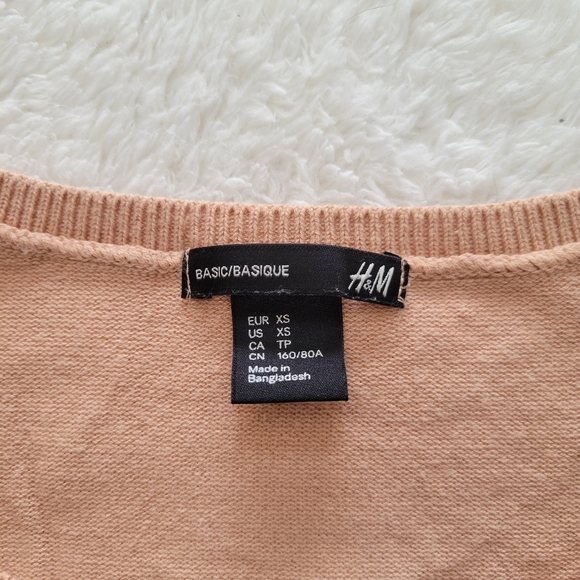 BASIC/BASIQUE H&M
EUR XS
US XS
CA TP
CN 160/80A
Made in
Bangladesh